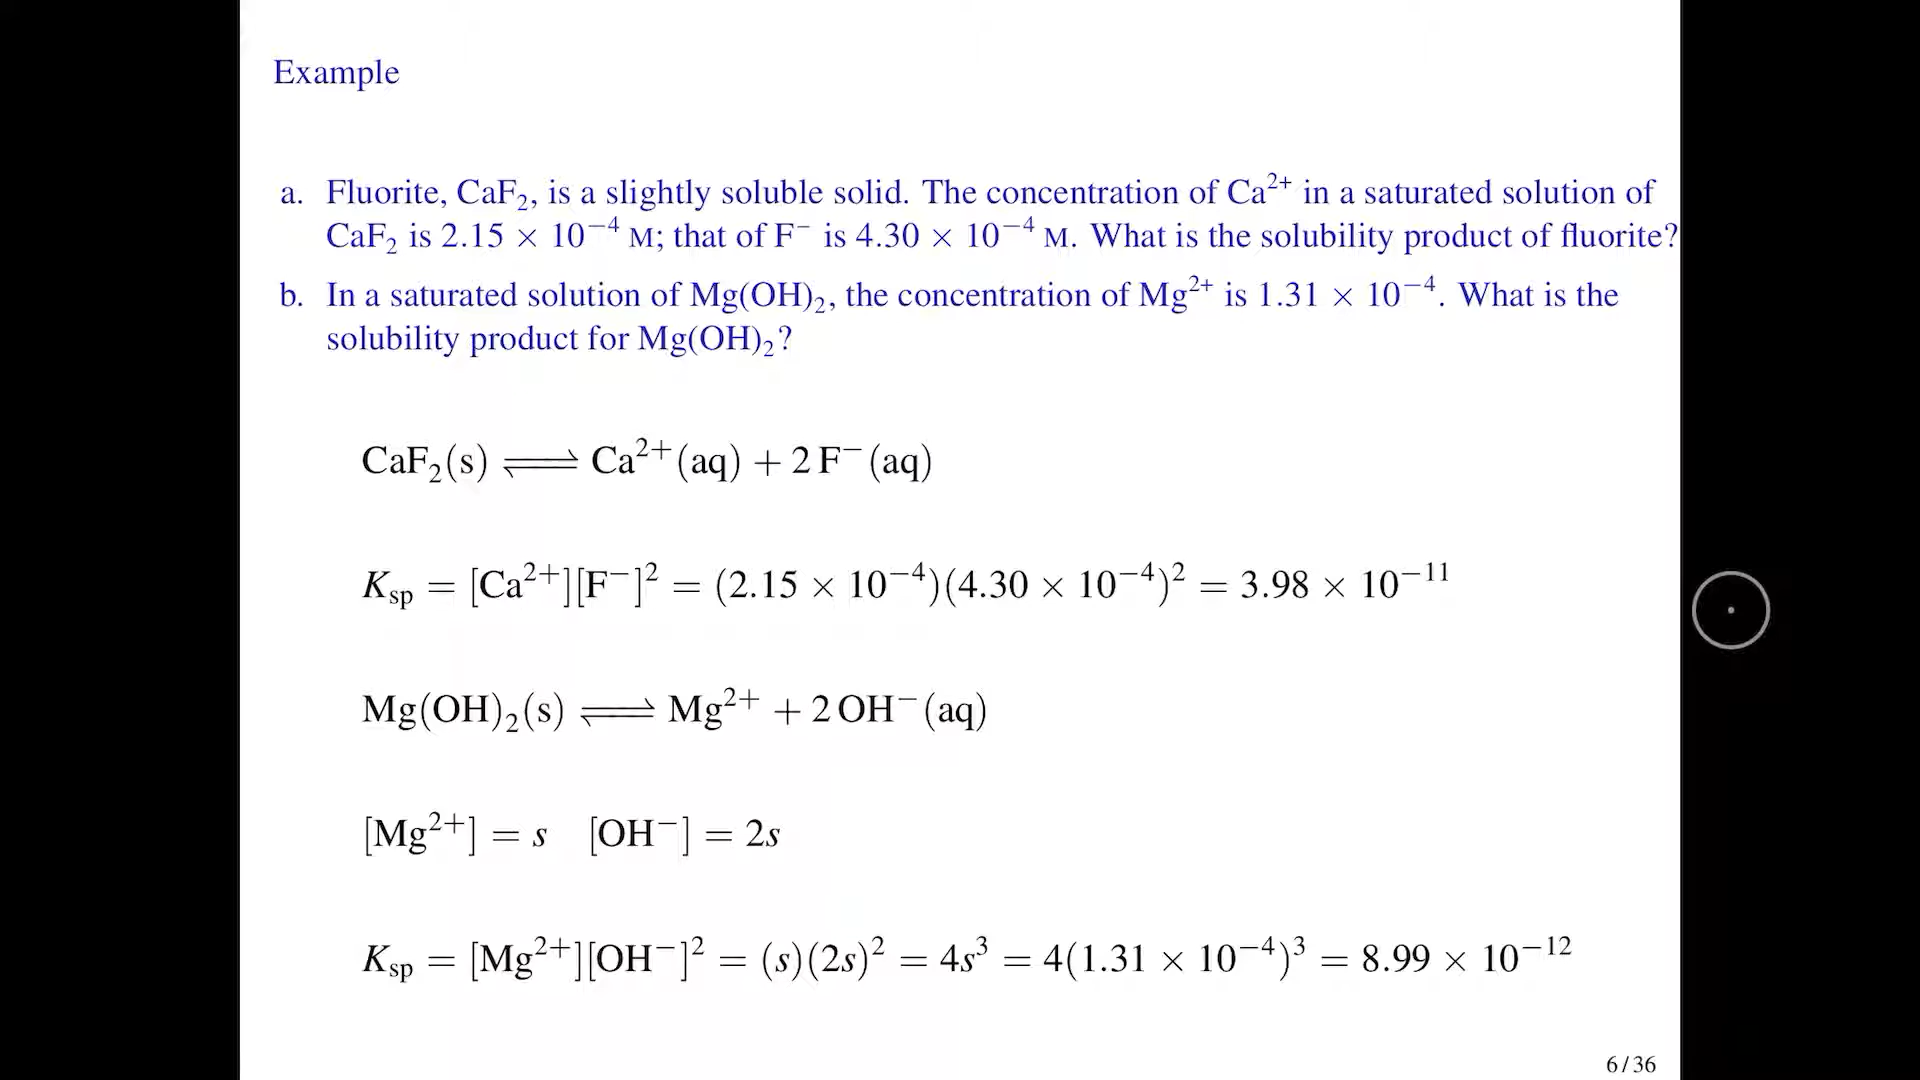 Example
a. Fluorite, CaF₂, is a slightly soluble solid. The concentration of Ca²⁺ in a saturated solution of
CaF₂ is 2.15 × 10⁻⁴ M; that of F⁻ is 4.30 × 10⁻⁴ M. What is the solubility product of fluorite?
b. In a saturated solution of Mg(OH)₂, the concentration of Mg²⁺ is 1.31 × 10⁻⁴. What is the
solubility product for Mg(OH)₂?
CaF₂(s) ⇌ Ca²⁺(aq) + 2 F⁻(aq)
Kₛₚ = [Ca²⁺][F⁻]² = (2.15 × 10⁻⁴)(4.30 × 10⁻⁴)² = 3.98 × 10⁻¹¹
Mg(OH)₂(s) ⇌ Mg²⁺ + 2 OH⁻(aq)
[Mg²⁺] = s [OH⁻] = 2s
Kₛₚ = [Mg²⁺][OH⁻]² = (s)(2s)² = 4s³ = 4(1.31 × 10⁻⁴)³ = 8.99 × 10⁻¹²
6 / 36